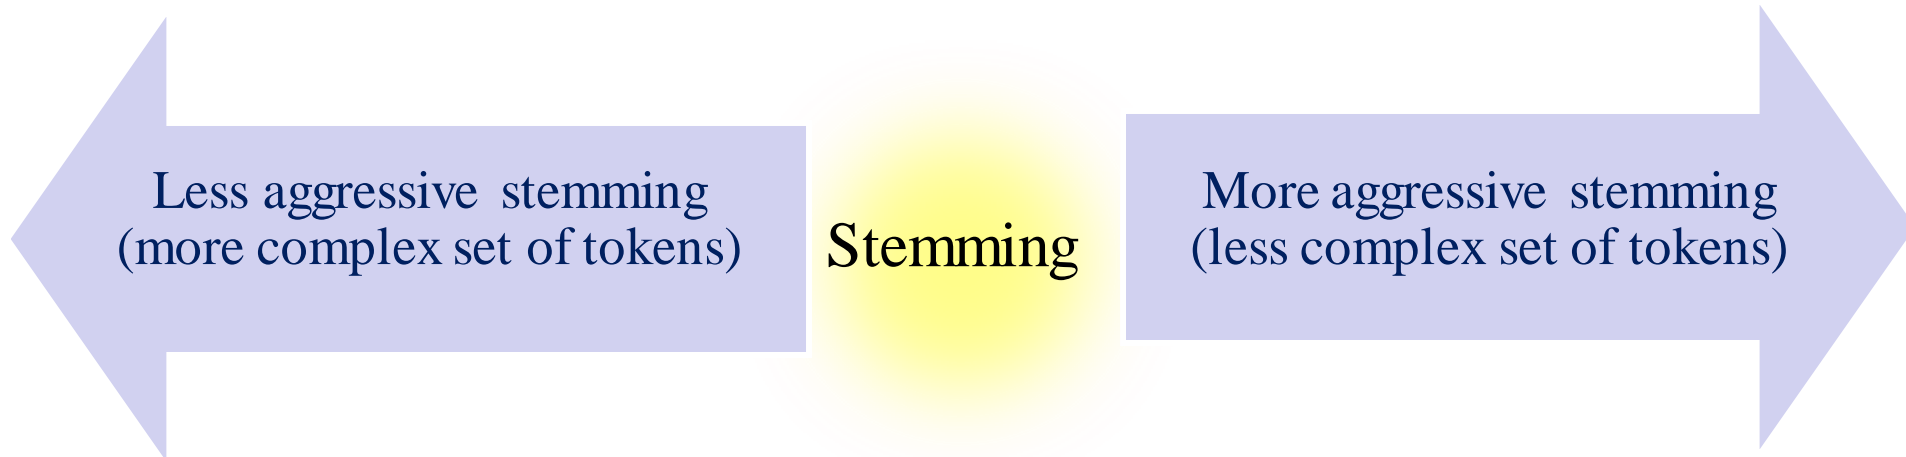 Less aggressive stemming
(more complex set of tokens)
Stemming
More aggressive stemming
(less complex set of tokens)